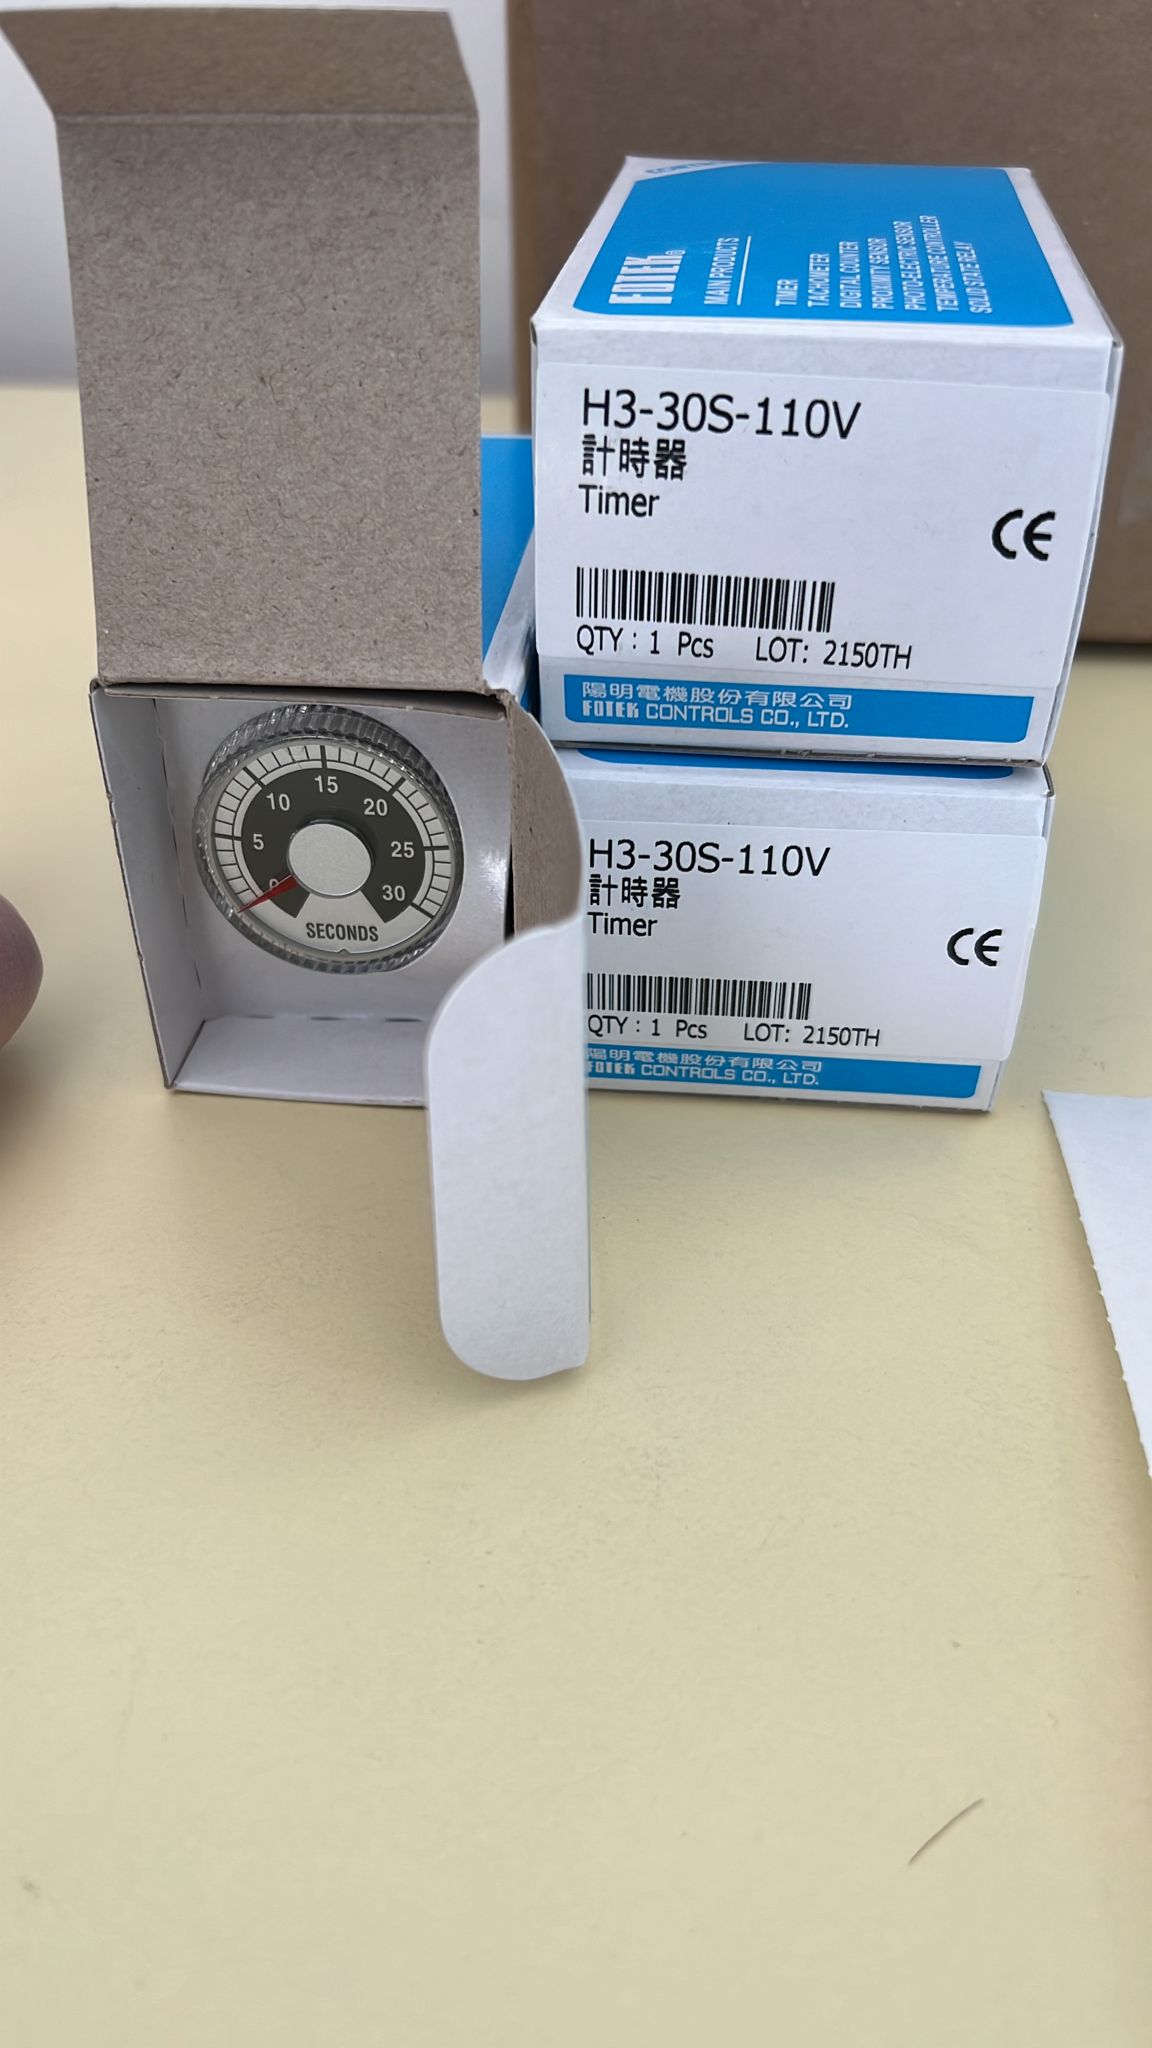 FOTEK®
MAIN PRODUCTS
TIMER
TACHOMETER
DIGITAL COUNTER
PROXIMITY SENSOR
PHOTO-ELECTRIC SENSOR
TEMPERATURE CONTROLLER
SOLID STATE RELAY
H3-30S-110V
計時器
Timer
CE
QTY : 1 Pcs LOT: 2150TH
陽明電機股份有限公司
FOTEK CONTROLS CO., LTD.
0 5 10 15 20 25 30
SECONDS
H3-30S-110V
計時器
Timer
CE
QTY : 1 Pcs LOT: 2150TH
陽明電機股份有限公司
FOTEK CONTROLS CO., LTD.